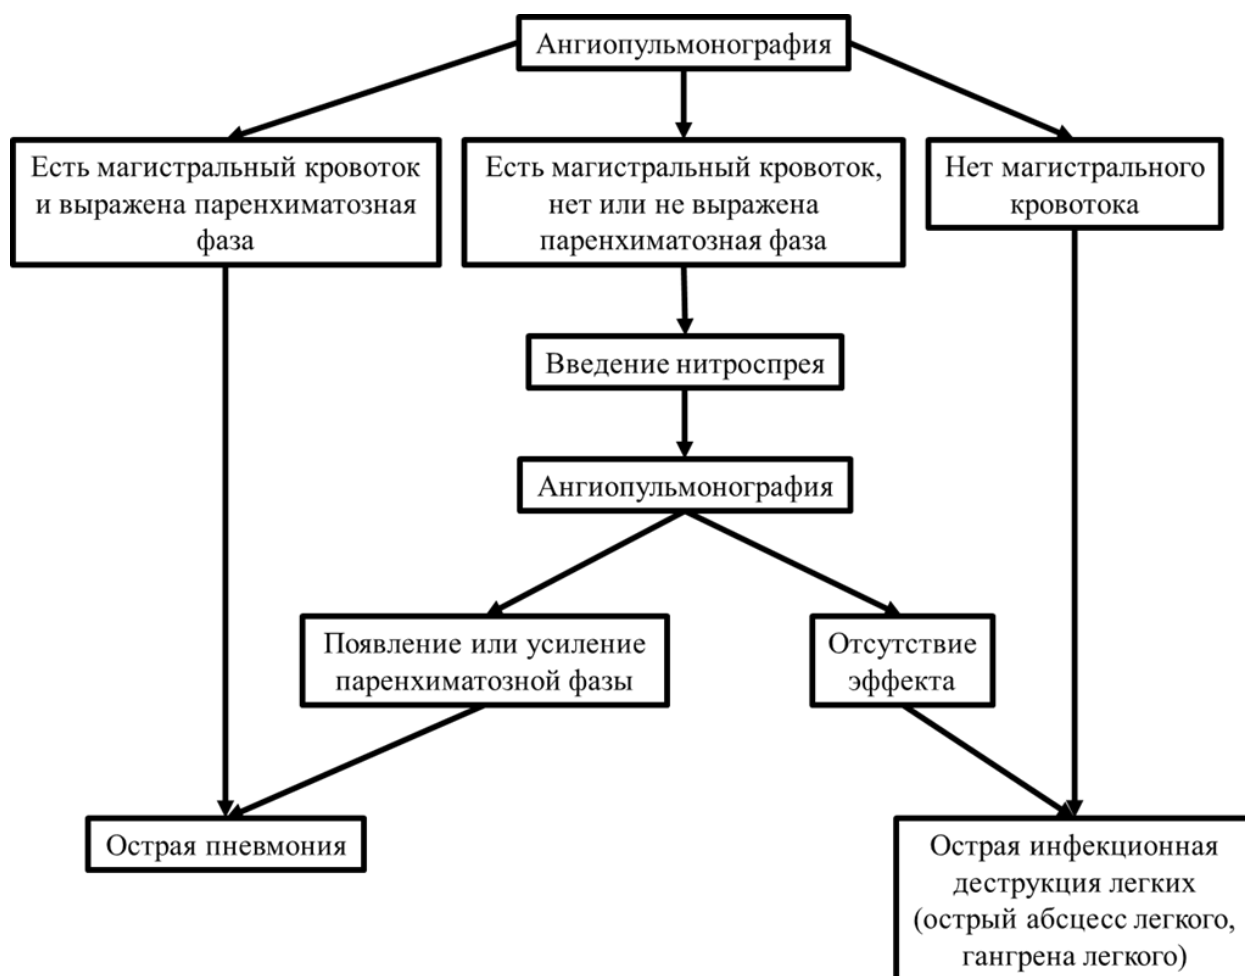 Ангиопульмонография
Есть магистральный кровоток
и выражена паренхиматозная
фаза
Есть магистральный кровоток,
нет или не выражена
паренхиматозная фаза
Нет магистрального
кровотока
Введение нитроспрея
Ангиопульмонография
Появление или усиление
паренхиматозной фазы
Отсутствие
эффекта
Острая пневмония
Острая инфекционная
деструкция легких
(острый абсцесс легкого,
гангрена легкого)